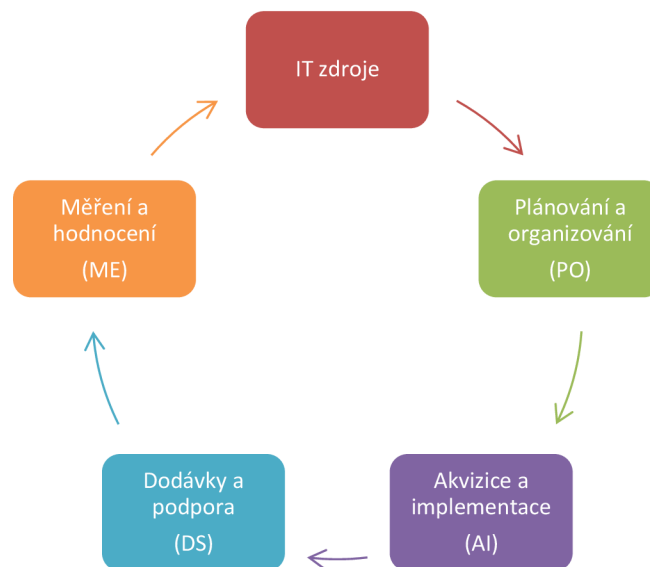 IT zdroje
Měření a
hodnocení
(ME)
Plánování a
organizování
(PO)
Dodávky a
podpora
(DS)
Akvizice a
implementace
(AI)